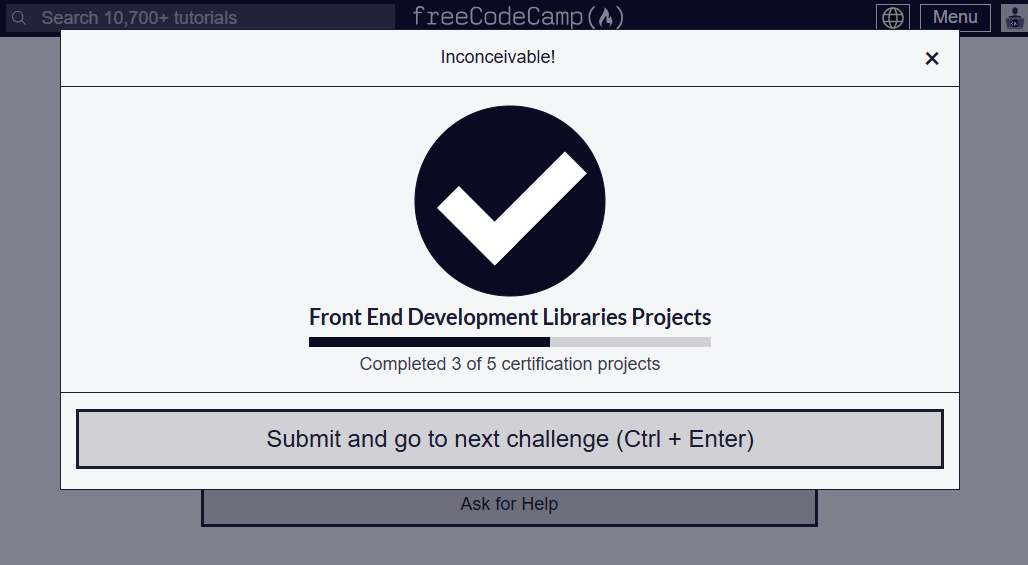 Search 10,700+ tutorials
freeCodeCamp(🔥)
Menu
Inconceivable!
×
Front End Development Libraries Projects
Completed 3 of 5 certification projects
Submit and go to next challenge (Ctrl + Enter)
Ask for Help